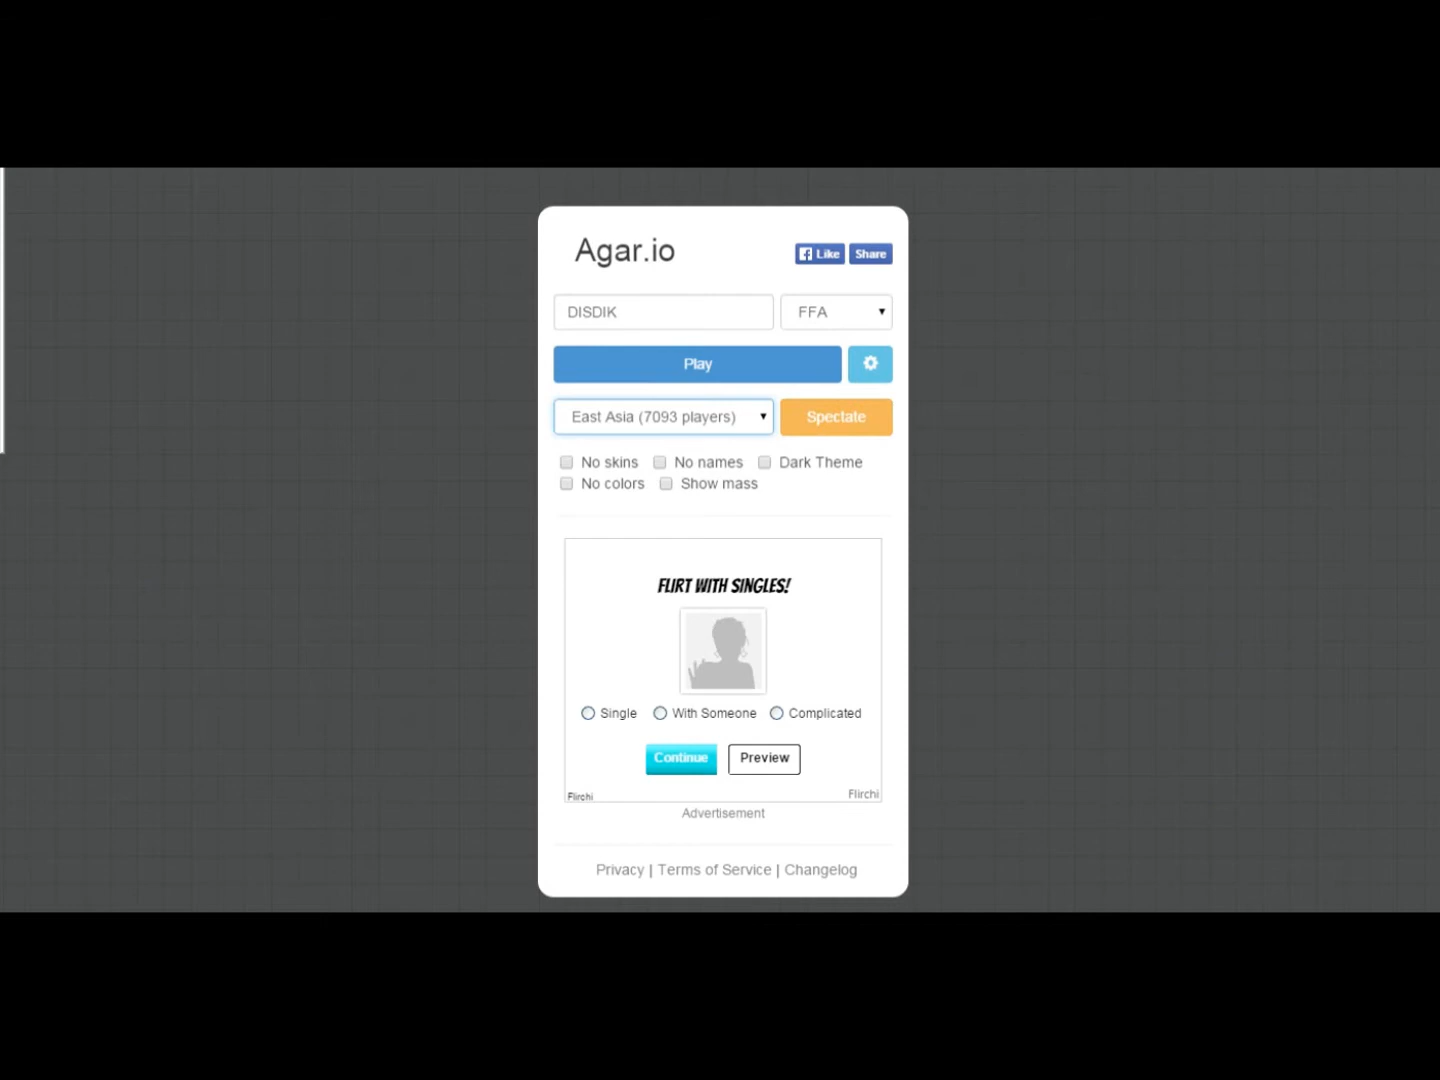 Agar.io
Like Share
DISDIK FFA
Play
East Asia (7093 players) Spectate
No skins No names Dark Theme
No colors Show mass
FLIRT WITH SINGLES!
Single With Someone Complicated
Continue Preview
Flirchi Flirchi
Advertisement
Privacy | Terms of Service | Changelog